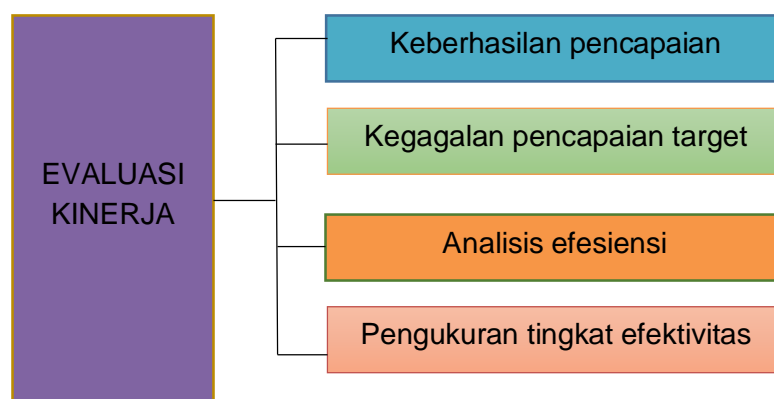 EVALUASI
KINERJA
Keberhasilan pencapaian
Kegagalan pencapaian target
Analisis efesiensi
Pengukuran tingkat efektivitas